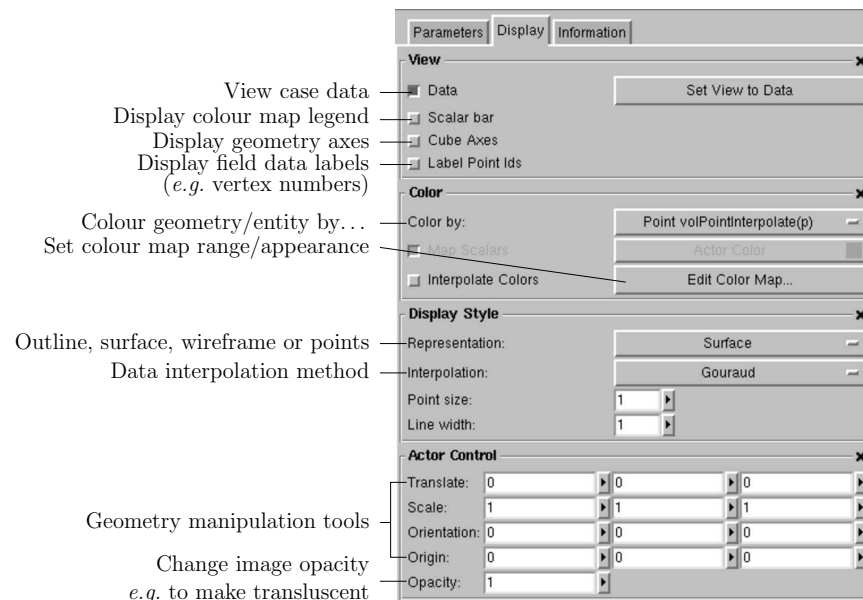 Parameters Display Information
View
View case data Data Set View to Data
Display colour map legend Scalar bar
Display geometry axes Cube Axes
Display field data labels Label Point Ids
(e.g. vertex numbers)
Color
Colour geometry/entity by... Color by: Point volPointInterpolate(p)
Set colour map range/appearance Map Scalars Actor Color
Interpolate Colors Edit Color Map...
Display Style
Outline, surface, wireframe or points Representation: Surface
Data interpolation method Interpolation: Gouraud
Point size: 1
Line width: 1
Actor Control
Translate: 0 0 0
Scale: 1 1 1
Geometry manipulation tools Orientation: 0 0 0
Origin: 0 0 0
Change image opacity Opacity: 1
e.g. to make transluscent